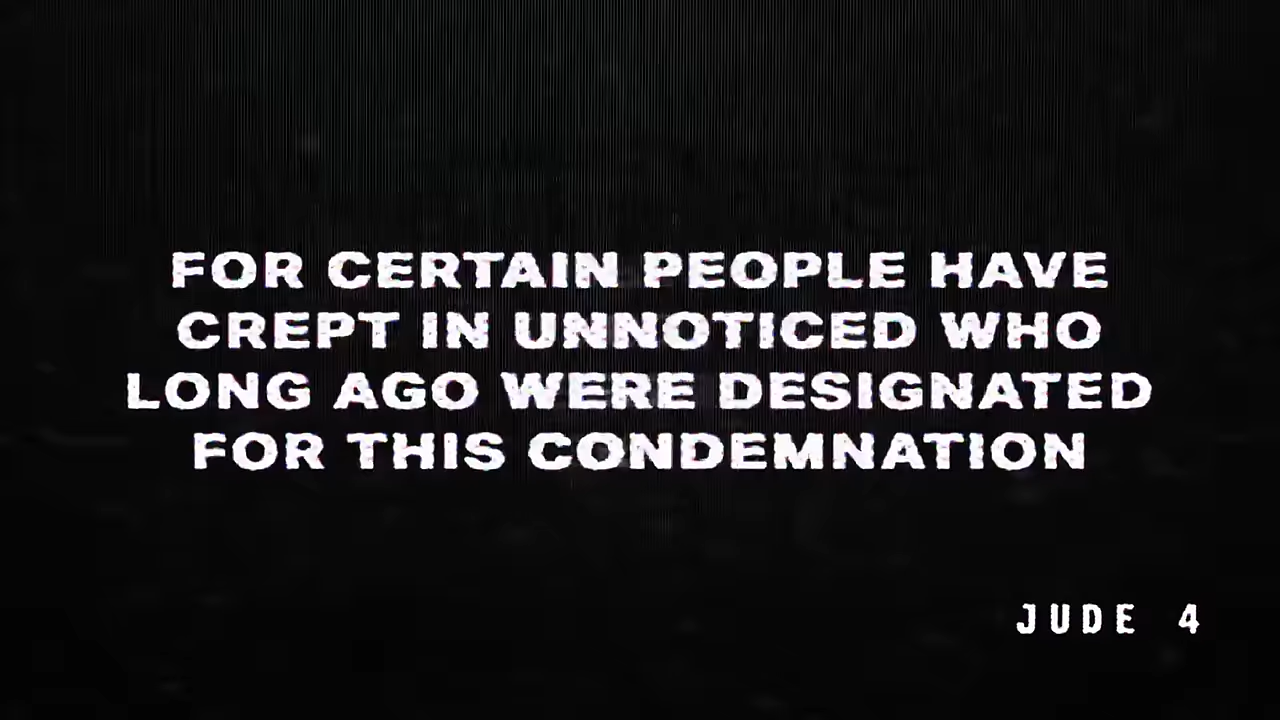 FOR CERTAIN PEOPLE HAVE
CREPT IN UNNOTICED WHO
LONG AGO WERE DESIGNATED
FOR THIS CONDEMNATION
JUDE 4